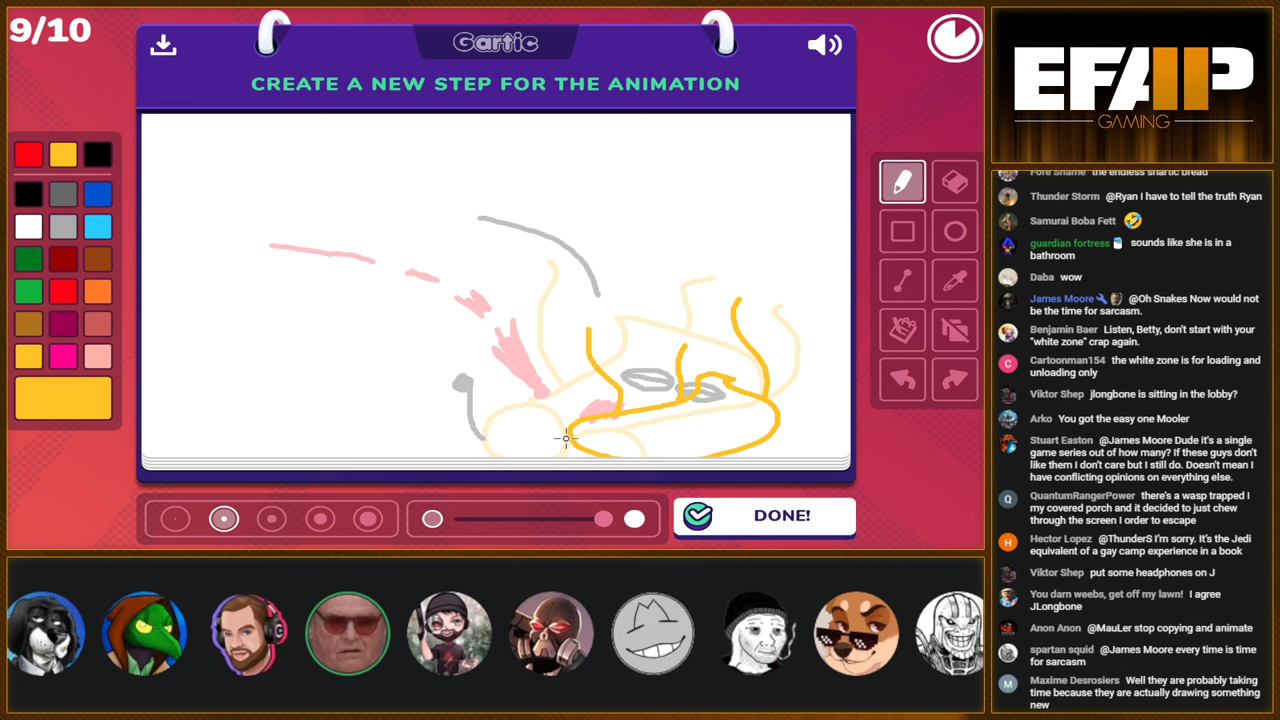 9/10
Gartic
CREATE A NEW STEP FOR THE ANIMATION
DONE!
EFAP
GAMING
Fore Shame the endless shartic bread
Thunder Storm @Ryan I have to tell the truth Ryan
Samurai Boba Fett 🤣
guardian fortress sounds like she is in a
bathroom
Daba wow
James Moore @Oh Snakes Now would not
be the time for sarcasm.
Benjamin Baer Listen, Betty, don't start with your
"white zone" crap again.
C
Cartoonman154 the white zone is for loading and
unloading only
Viktor Shep jlongbone is sitting in the lobby?
Arko You got the easy one Mooler
Stuart Easton @James Moore Dude it's a single
game series out of how many? If these guys don't
like them I don't care but I still do. Doesn't mean I
have conflicting opinions on everything else.
Q
QuantumRangerPower there's a wasp trapped I
my covered porch and it decided to just chew
through the screen I order to escape
H
Hector Lopez @ThunderS I'm sorry. It's the Jedi
equivalent of a gay camp experience in a book
Viktor Shep put some headphones on J
You darn weebs, get off my lawn! I agree
JLongbone
Anon Anon @MauLer stop copying and animate
spartan squid @James Moore every time is time
for sarcasm
M
Maxime Desrosiers Well they are probably taking
time because they are actually drawing something
new